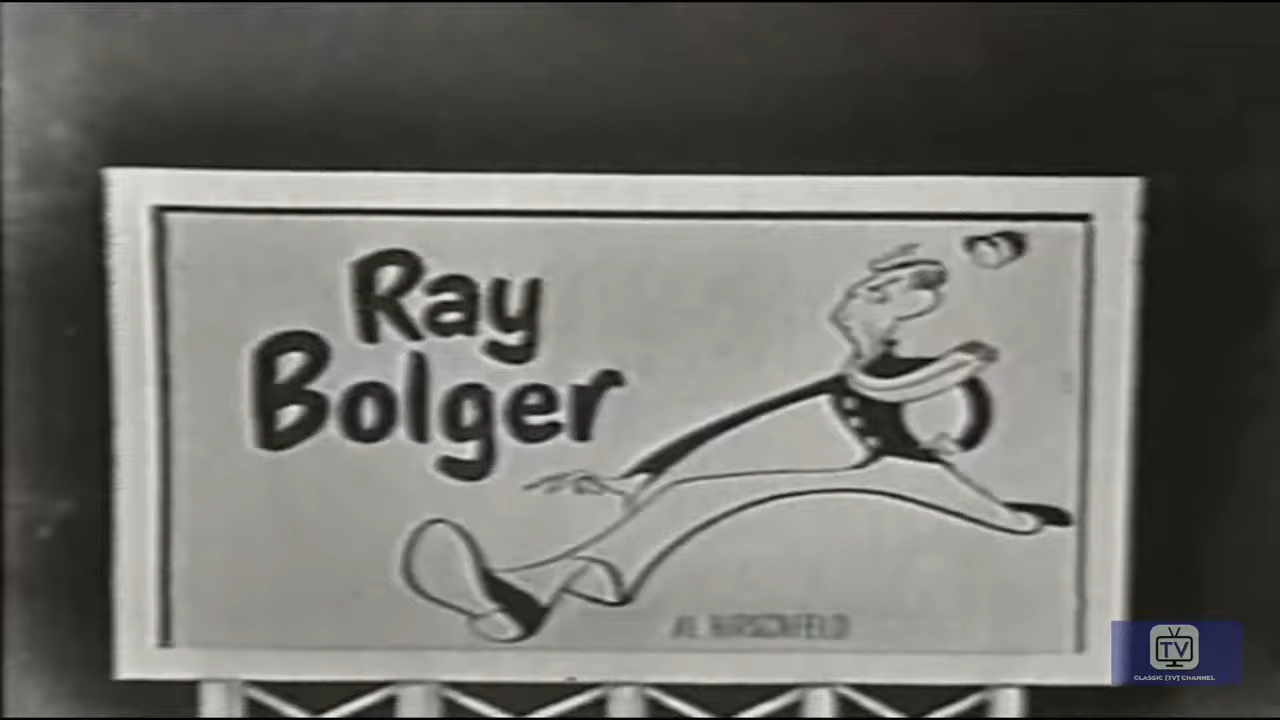 Ray
Bolger
AL HIRSCHFELD
TV
CLASSIC [TV] CHANNEL